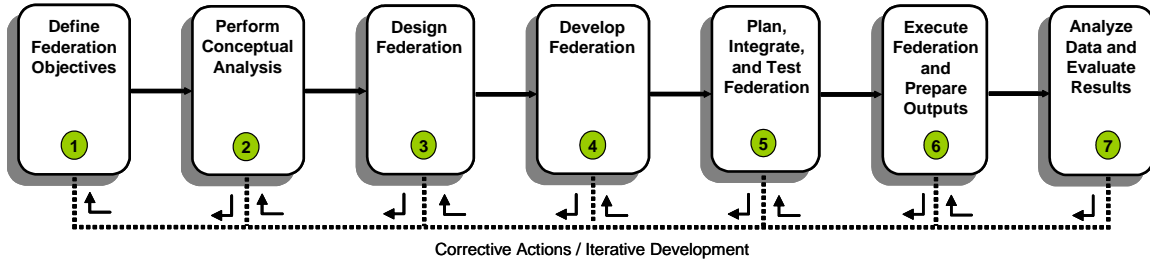 Define
Federation
Objectives
1
Perform
Conceptual
Analysis
2
Design
Federation
3
Develop
Federation
4
Plan,
Integrate,
and Test
Federation
5
Execute
Federation
and
Prepare
Outputs
6
Analyze
Data and
Evaluate
Results
7
Corrective Actions / Iterative Development